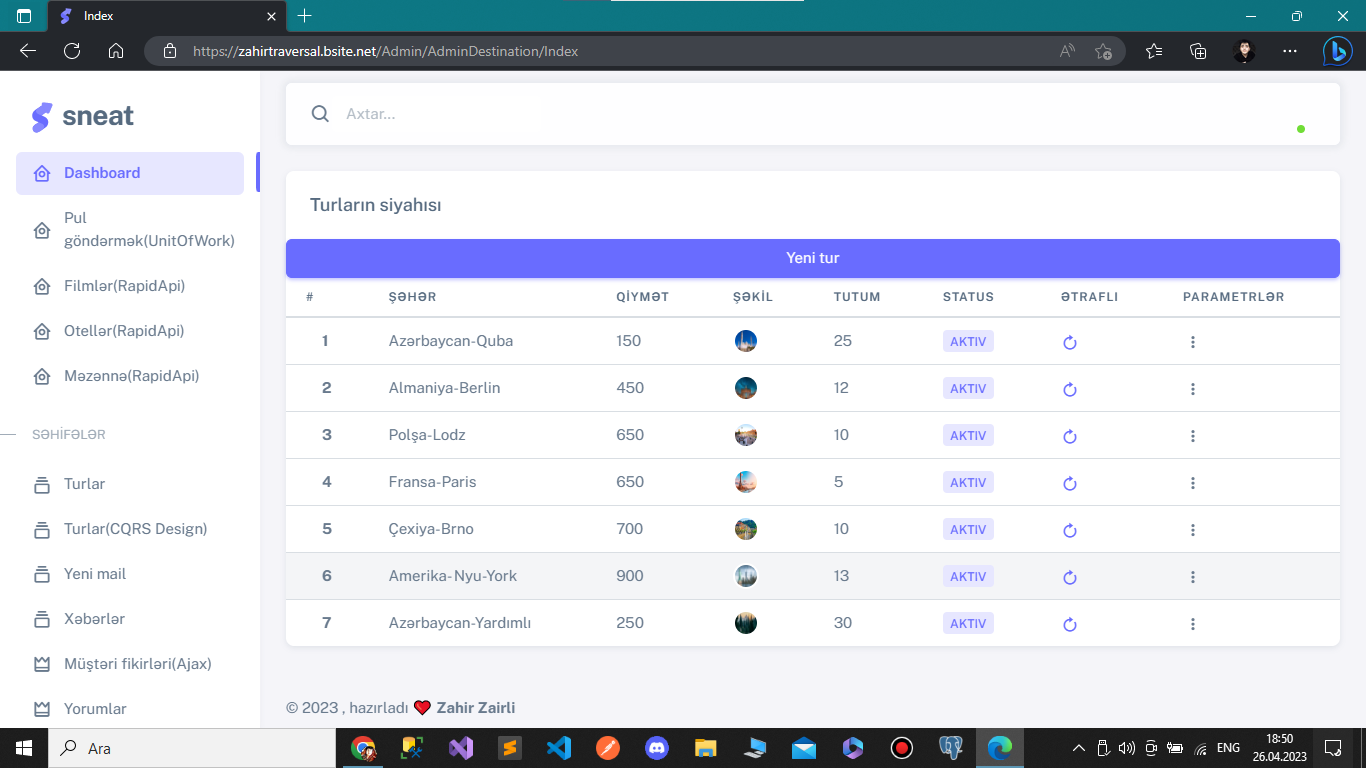 Index
https://zahirtraversal.bsite.net/Admin/AdminDestination/Index
sneat
Dashboard
Pul
göndərmək(UnitOfWork)
Filmlər(RapidApi)
Otellər(RapidApi)
Məzənnə(RapidApi)
SƏHİFƏLƏR
Turlar
Turlar(CQRS Design)
Yeni mail
Xəbərlər
Müştəri fikirləri(Ajax)
Yorumlar
Axtar...
Turların siyahısı
Yeni tur
# ŞƏHƏR QİYMƏT ŞƏKİL TUTUM STATUS ƏTRAFLI PARAMETRLƏR
1 Azərbaycan-Quba 150 25 AKTIV
2 Almaniya-Berlin 450 12 AKTIV
3 Polşa-Lodz 650 10 AKTIV
4 Fransa-Paris 650 5 AKTIV
5 Çexiya-Brno 700 10 AKTIV
6 Amerika- Nyu-York 900 13 AKTIV
7 Azərbaycan-Yardımlı 250 30 AKTIV
© 2023 , hazırladı ❤️ Zahir Zairli
Ara
ENG
18:50
26.04.2023